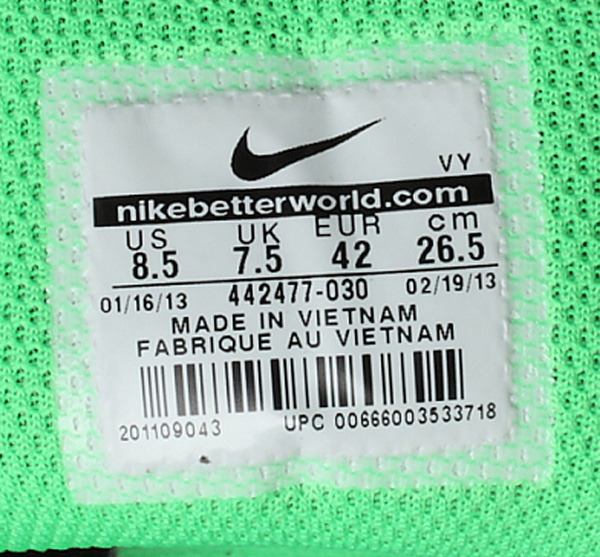 VY
nikebetterworld.com
US UK EUR cm
8.5 7.5 42 26.5
01/16/13 442477-030 02/19/13
MADE IN VIETNAM
FABRIQUE AU VIETNAM
201109043 UPC 00666003533718